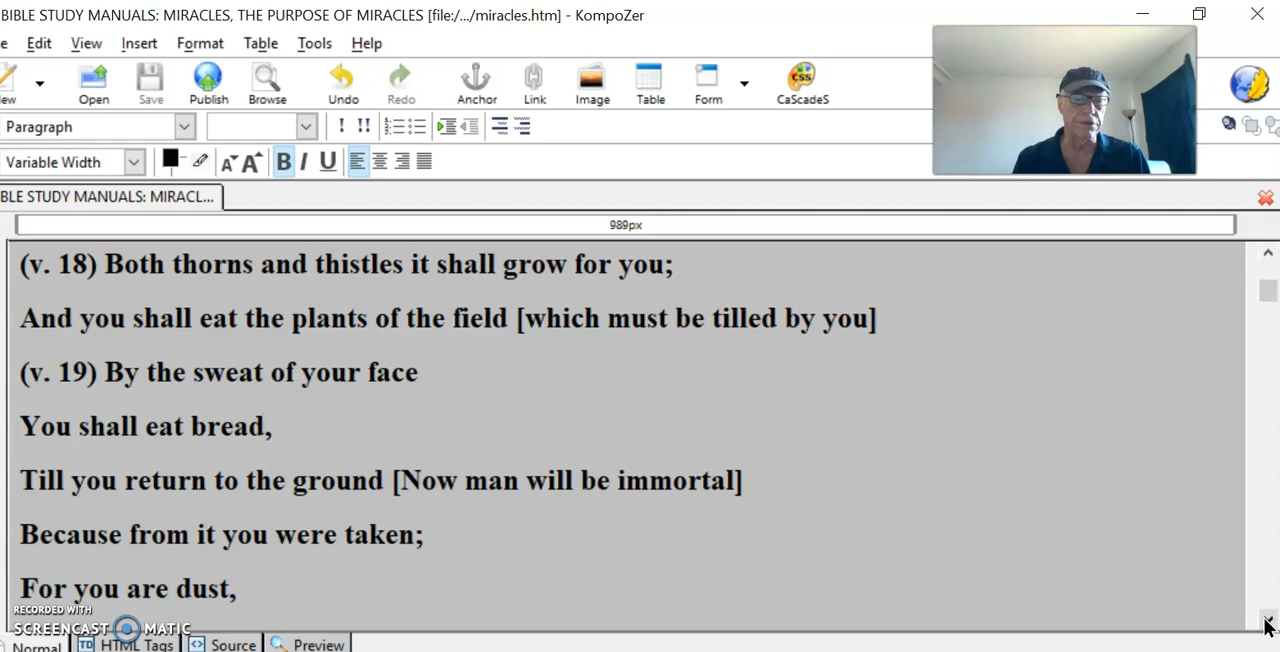 BIBLE STUDY MANUALS: MIRACLES, THE PURPOSE OF MIRACLES [file:/.../miracles.htm] - KompoZer
e Edit View Insert Format Table Tools Help
ew Open Save Publish Browse Undo Redo Anchor Link Image Table Form CaScadeS
Paragraph
Variable Width
BLE STUDY MANUALS: MIRACL...
989px
(v. 18) Both thorns and thistles it shall grow for you;
And you shall eat the plants of the field [which must be tilled by you]
(v. 19) By the sweat of your face
You shall eat bread,
Till you return to the ground [Now man will be immortal]
Because from it you were taken;
For you are dust,
RECORDED WITH
SCREENCAST MATIC
Normal HTML Tags Source Preview